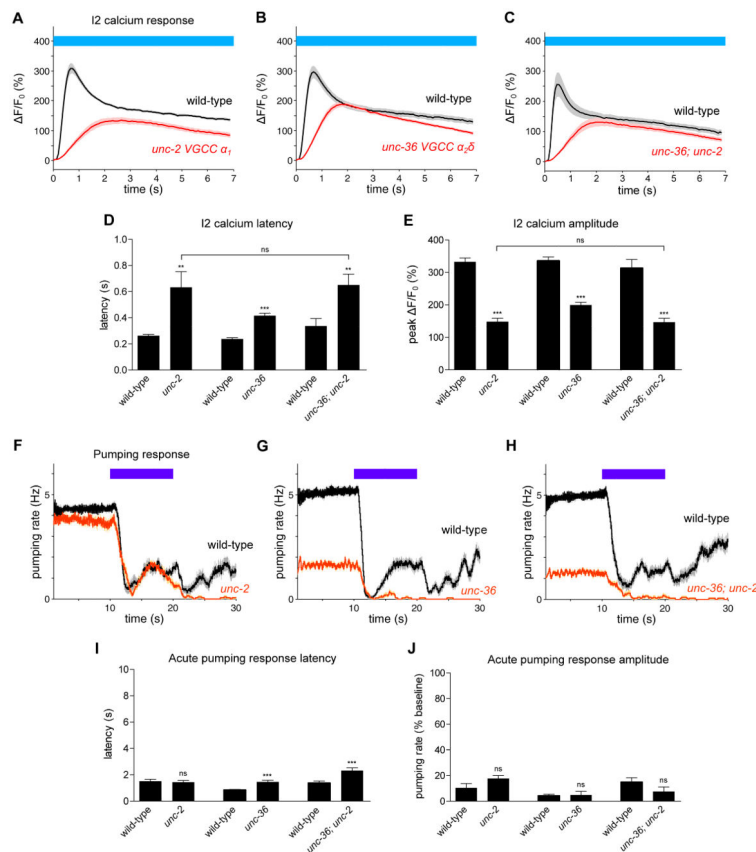 A
I2 calcium response
ΔF/F0 (%)
400
300
200
100
0
wild-type
unc-2 VGCC α1
0 1 2 3 4 5 6 7
time (s)
B
ΔF/F0 (%)
400
300
200
100
0
wild-type
unc-36 VGCC α2δ
0 1 2 3 4 5 6 7
time (s)
C
ΔF/F0 (%)
400
300
200
100
0
wild-type
unc-36; unc-2
0 1 2 3 4 5 6 7
time (s)
D
I2 calcium latency
latency (s)
1.0
0.8
0.6
0.4
0.2
0.0
ns
** *** **
wild-type unc-2 wild-type unc-36 wild-type unc-36; unc-2
E
I2 calcium amplitude
peak ΔF/F0 (%)
400
300
200
100
0
ns
*** *** ***
wild-type unc-2 wild-type unc-36 wild-type unc-36; unc-2
F
Pumping response
pumping rate (Hz)
5
0
wild-type
unc-2
0 10 20 30
time (s)
G
pumping rate (Hz)
5
0
wild-type
unc-36
0 10 20 30
time (s)
H
pumping rate (Hz)
5
0
wild-type
unc-36; unc-2
0 10 20 30
time (s)
I
Acute pumping response latency
latency (s)
10
8
6
4
2
0
ns *** ***
wild-type unc-2 wild-type unc-36 wild-type unc-36; unc-2
J
Acute pumping response amplitude
pumping rate (% baseline)
100
80
60
40
20
0
ns ns ns
wild-type unc-2 wild-type unc-36 wild-type unc-36; unc-2